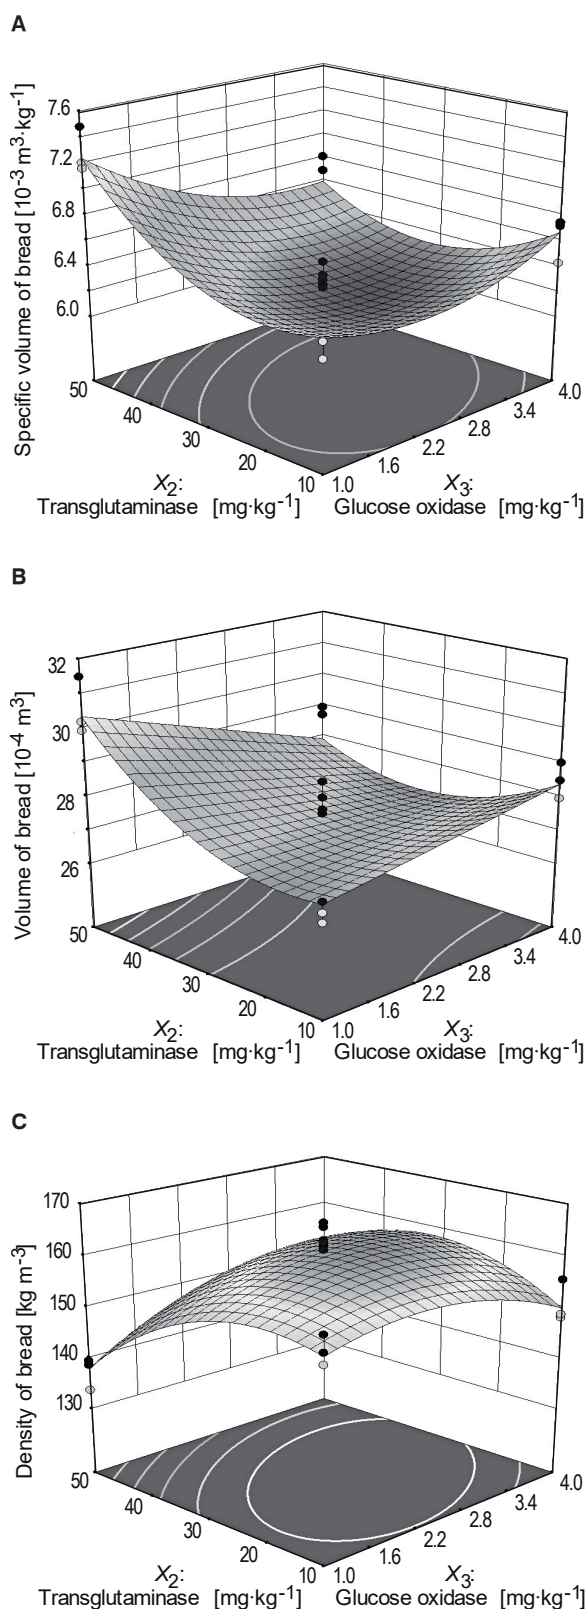 A
Specific volume of bread [10⁻³ m³·kg⁻¹]
7.6
7.2
6.8
6.4
6.0
50
40
30
20
10
1.0
1.6
2.2
2.8
3.4
4.0
X₂:
Transglutaminase [mg·kg⁻¹]
X₃:
Glucose oxidase [mg·kg⁻¹]
B
Volume of bread [10⁻⁴ m³]
32
30
28
26
50
40
30
20
10
1.0
1.6
2.2
2.8
3.4
4.0
X₂:
Transglutaminase [mg·kg⁻¹]
X₃:
Glucose oxidase [mg·kg⁻¹]
C
Density of bread [kg m⁻³]
170
160
150
140
130
50
40
30
20
10
1.0
1.6
2.2
2.8
3.4
4.0
X₂:
Transglutaminase [mg·kg⁻¹]
X₃:
Glucose oxidase [mg·kg⁻¹]